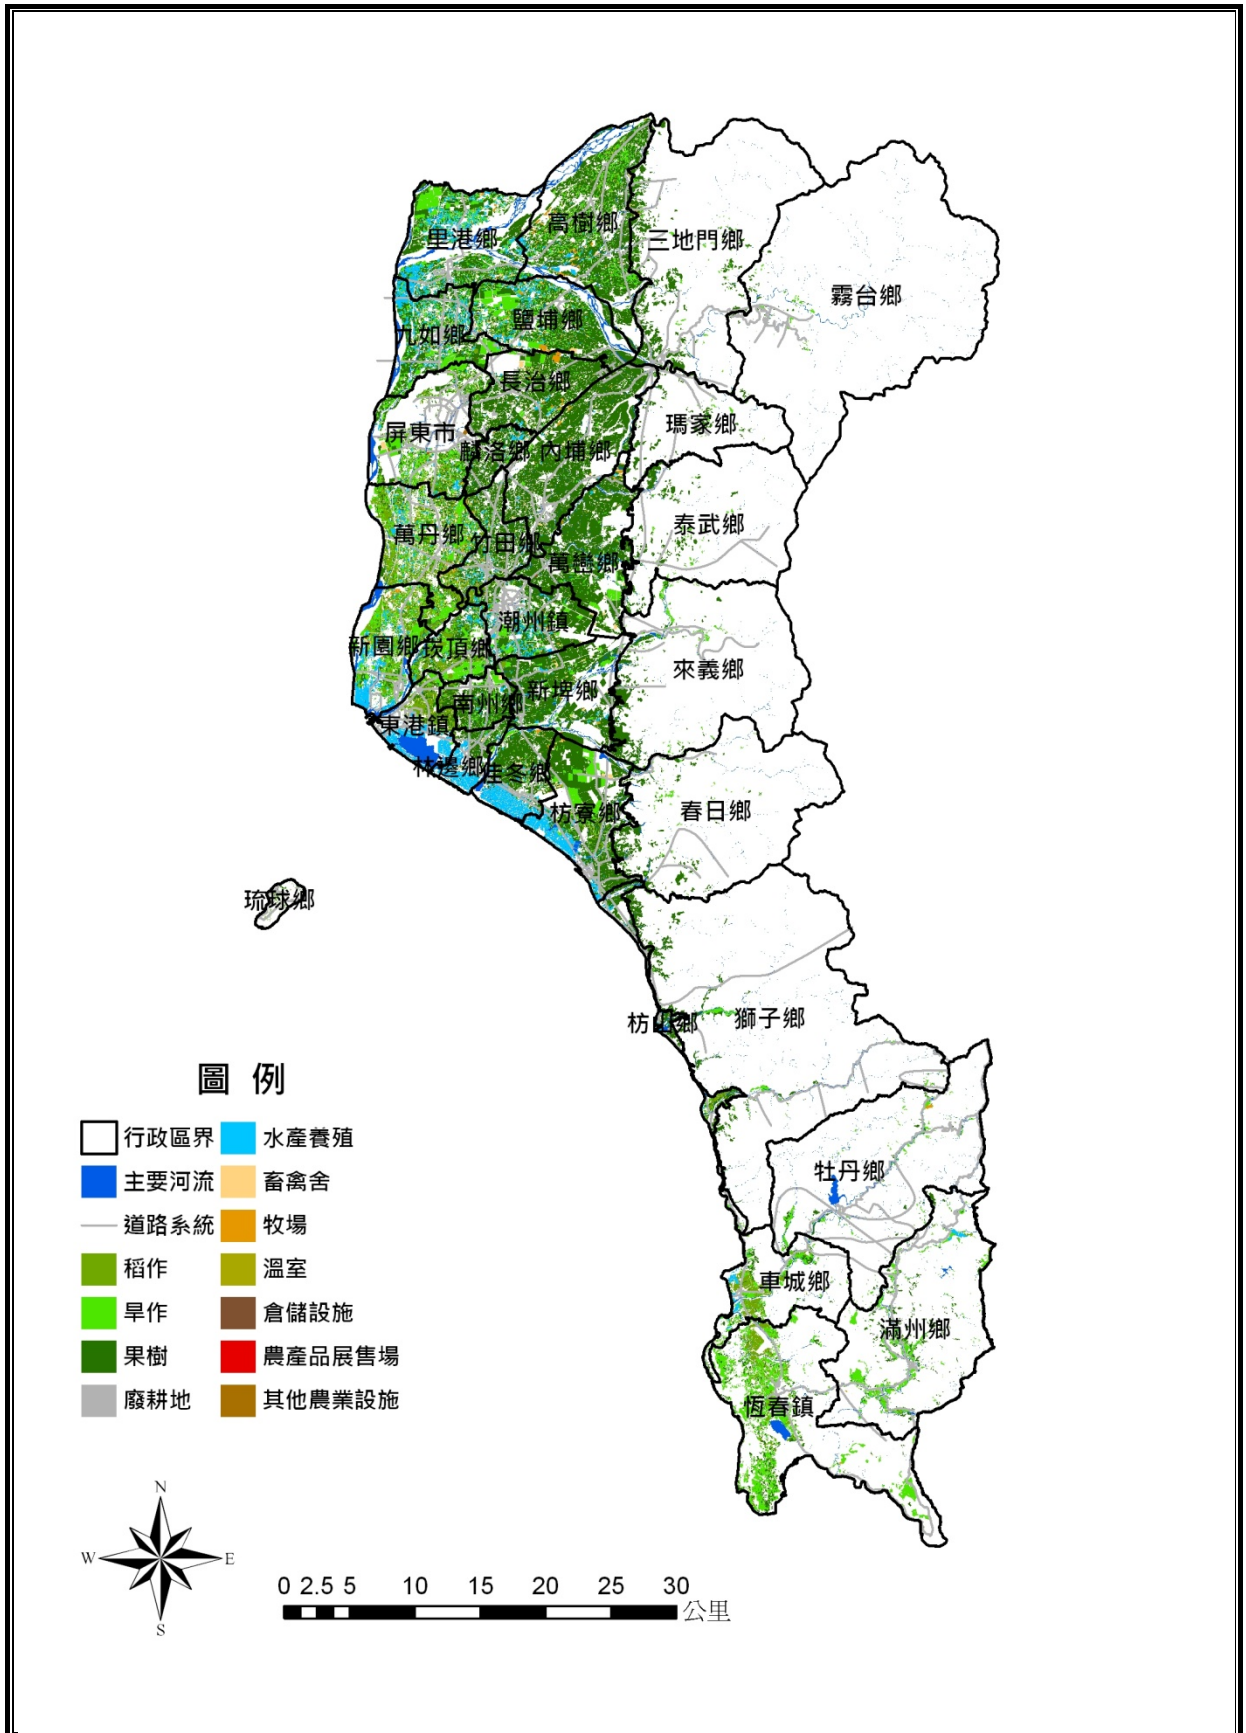 高樹鄉
里港鄉
三地門鄉
霧台鄉
鹽埔鄉
九如鄉
長治鄉
瑪家鄉
屏東市
麟洛鄉
內埔鄉
泰武鄉
萬丹鄉
竹田鄉
萬巒鄉
潮州鎮
新園鄉
崁頂鄉
來義鄉
新埤鄉
南州鄉
東港鎮
林邊鄉
佳冬鄉
枋寮鄉
春日鄉
琉球鄉
枋山鄉
獅子鄉
牡丹鄉
車城鄉
滿州鄉
恆春鎮
圖 例
行政區界
水產養殖
主要河流
畜禽舍
道路系統
牧場
稻作
溫室
旱作
倉儲設施
果樹
農產品展售場
廢耕地
其他農業設施
N
W
E
S
0 2.5 5 10 15 20 25 30
公里